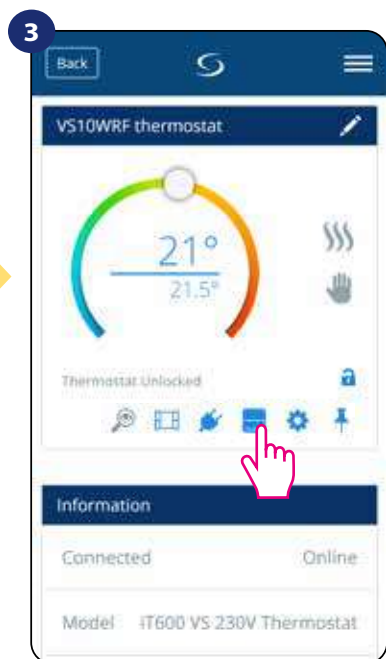 3
Back
VS10WRF thermostat
21°
21.5°
Thermostat Unlocked
Information
Connected Online
Model iT600 VS 230V Thermostat